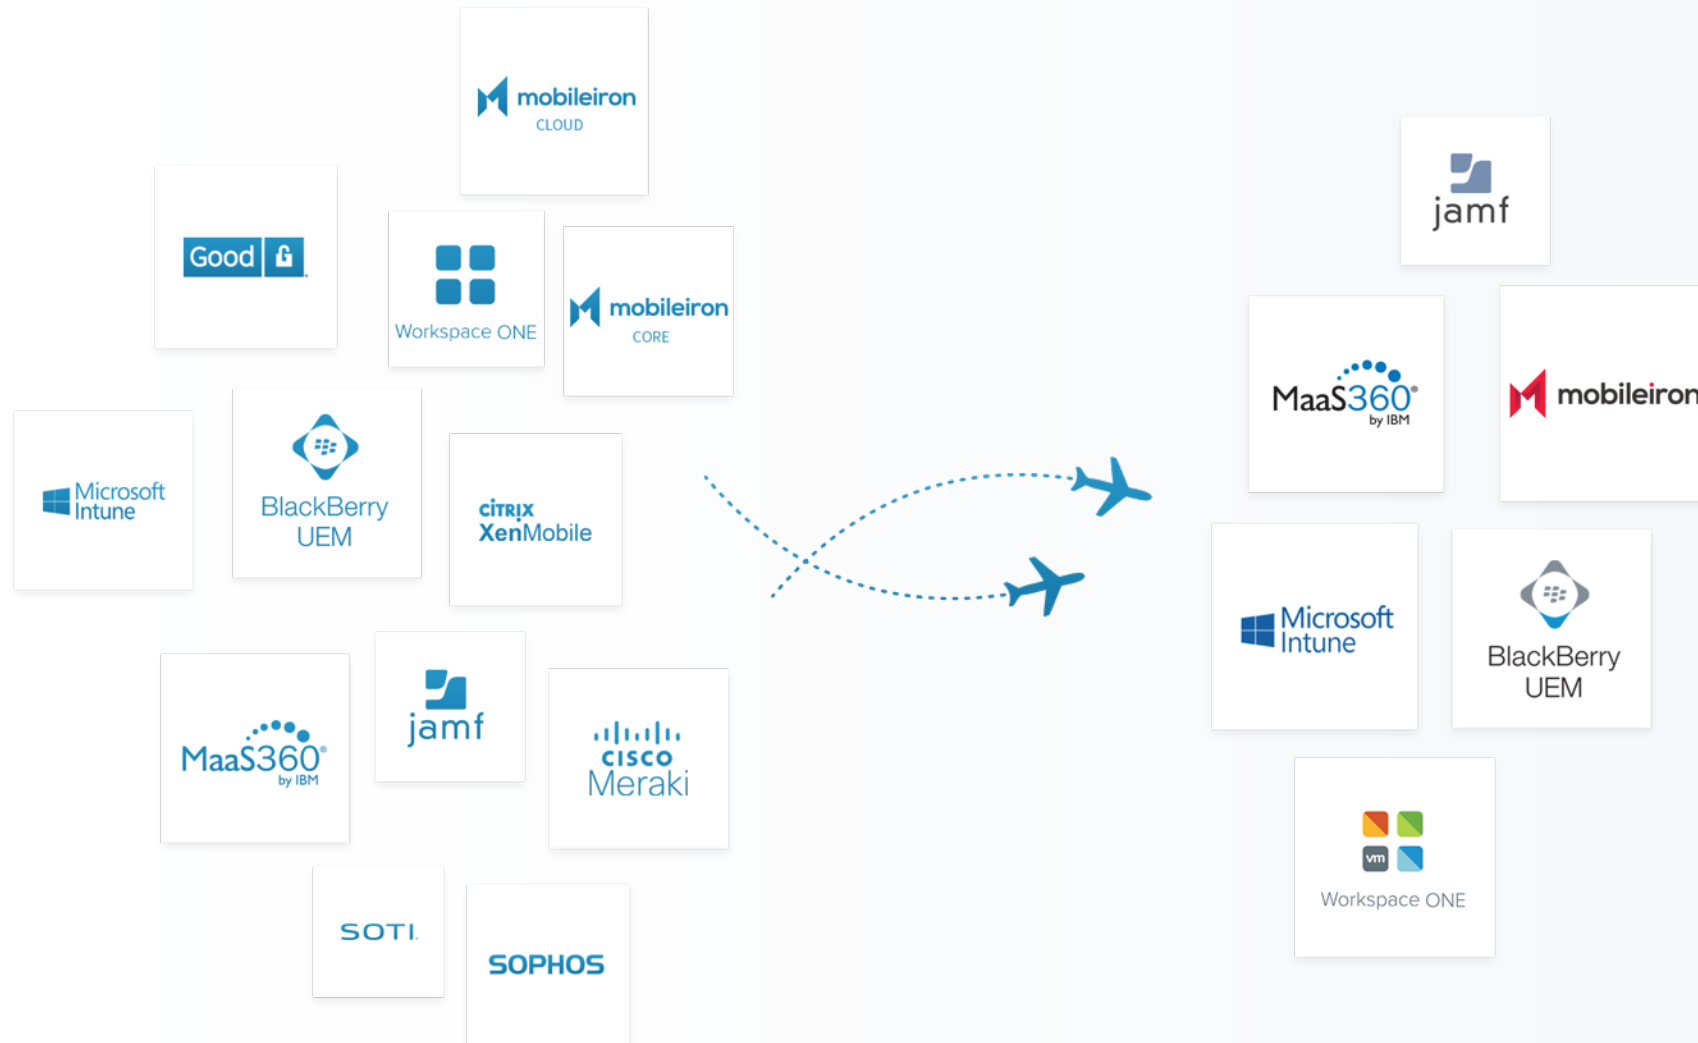 mobileiron
CLOUD
Good
Workspace ONE
mobileiron
CORE
Microsoft
Intune
BlackBerry
UEM
CITRIX
XenMobile
MaaS360®
by IBM
jamf
CISCO
Meraki
SOTI
SOPHOS
jamf
MaaS360®
by IBM
mobileiron
Microsoft
Intune
BlackBerry
UEM
vm
Workspace ONE